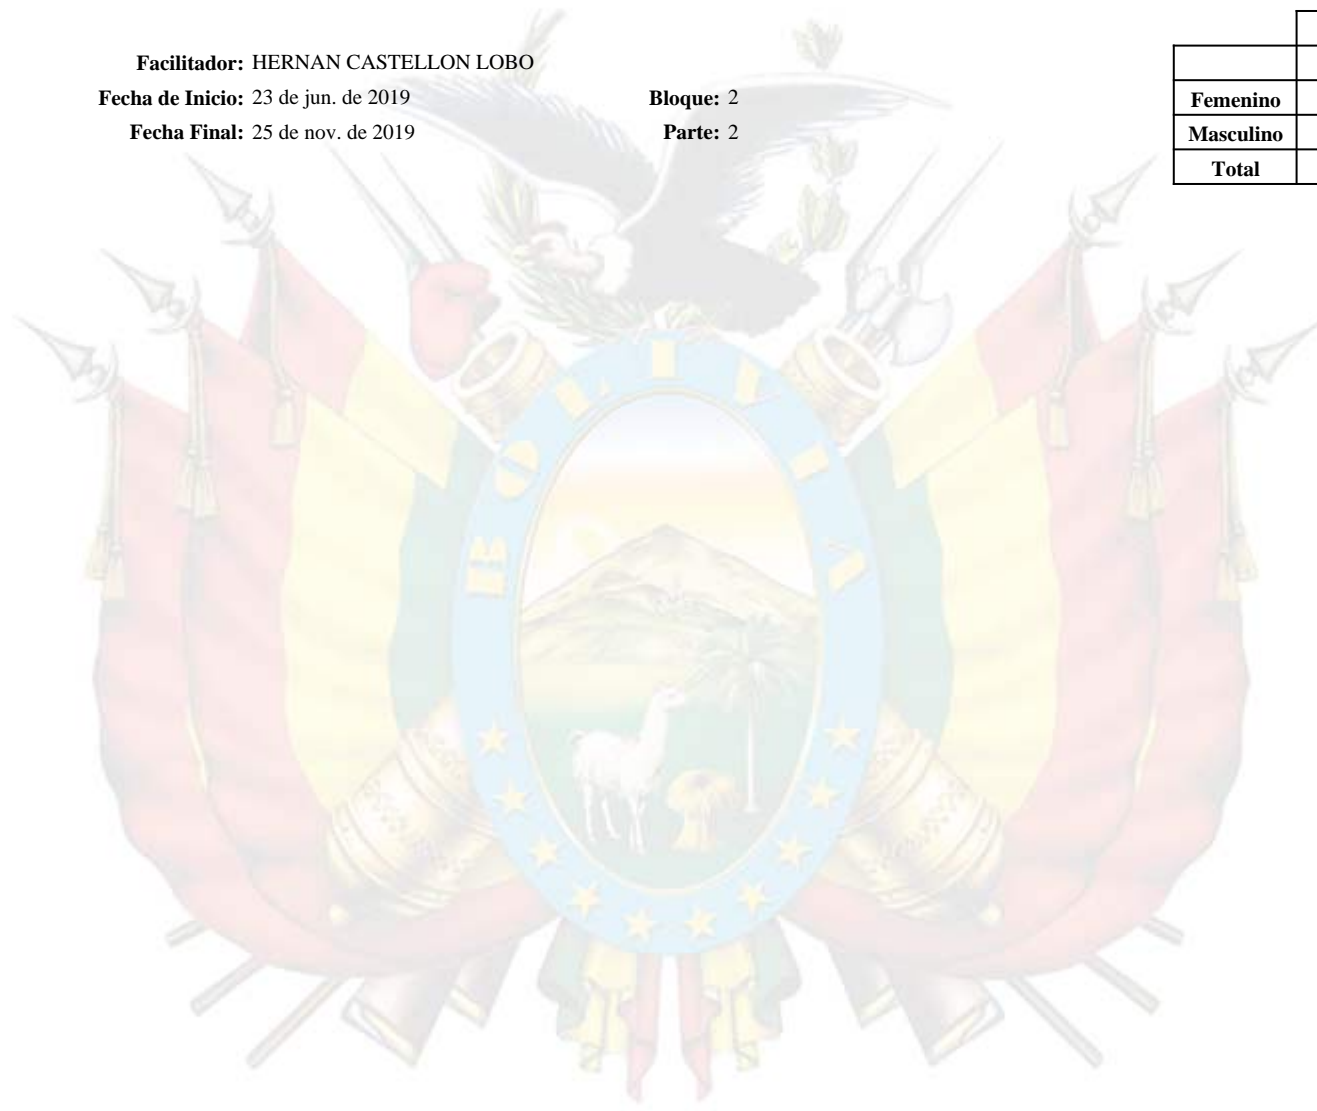 Facilitador: HERNAN CASTELLON LOBO
Fecha de Inicio: 23 de jun. de 2019 Bloque: 2
Fecha Final: 25 de nov. de 2019 Parte: 2
Femenino
Masculino
Total
BOLIVIA